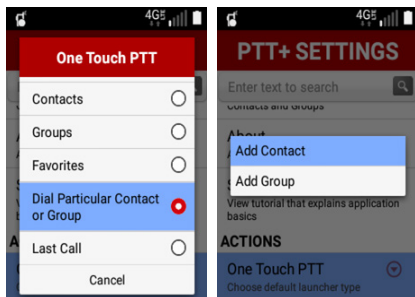 4G
One Touch PTT
Contacts
Groups
Favorites
Dial Particular Contact
or Group
Last Call
Cancel
4G
PTT+ SETTINGS
Enter text to search
Contacts and Groups
About
Add Contact
Add Group
View tutorial that explains application
basics
ACTIONS
One Touch PTT
Choose default launcher type